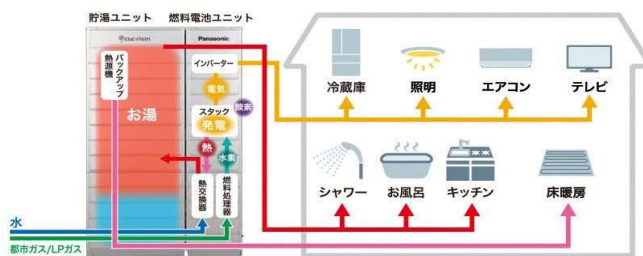 貯湯ユニット 燃料電池ユニット
ENE・FARM Panasonic
バックアップ
熱源機
インバーター
電気
酸素
スタック
発電
お湯
熱
水素
熱交換器
燃料処理器
水
都市ガス/LPガス
冷蔵庫 照明 エアコン テレビ
シャワー お風呂 キッチン 床暖房